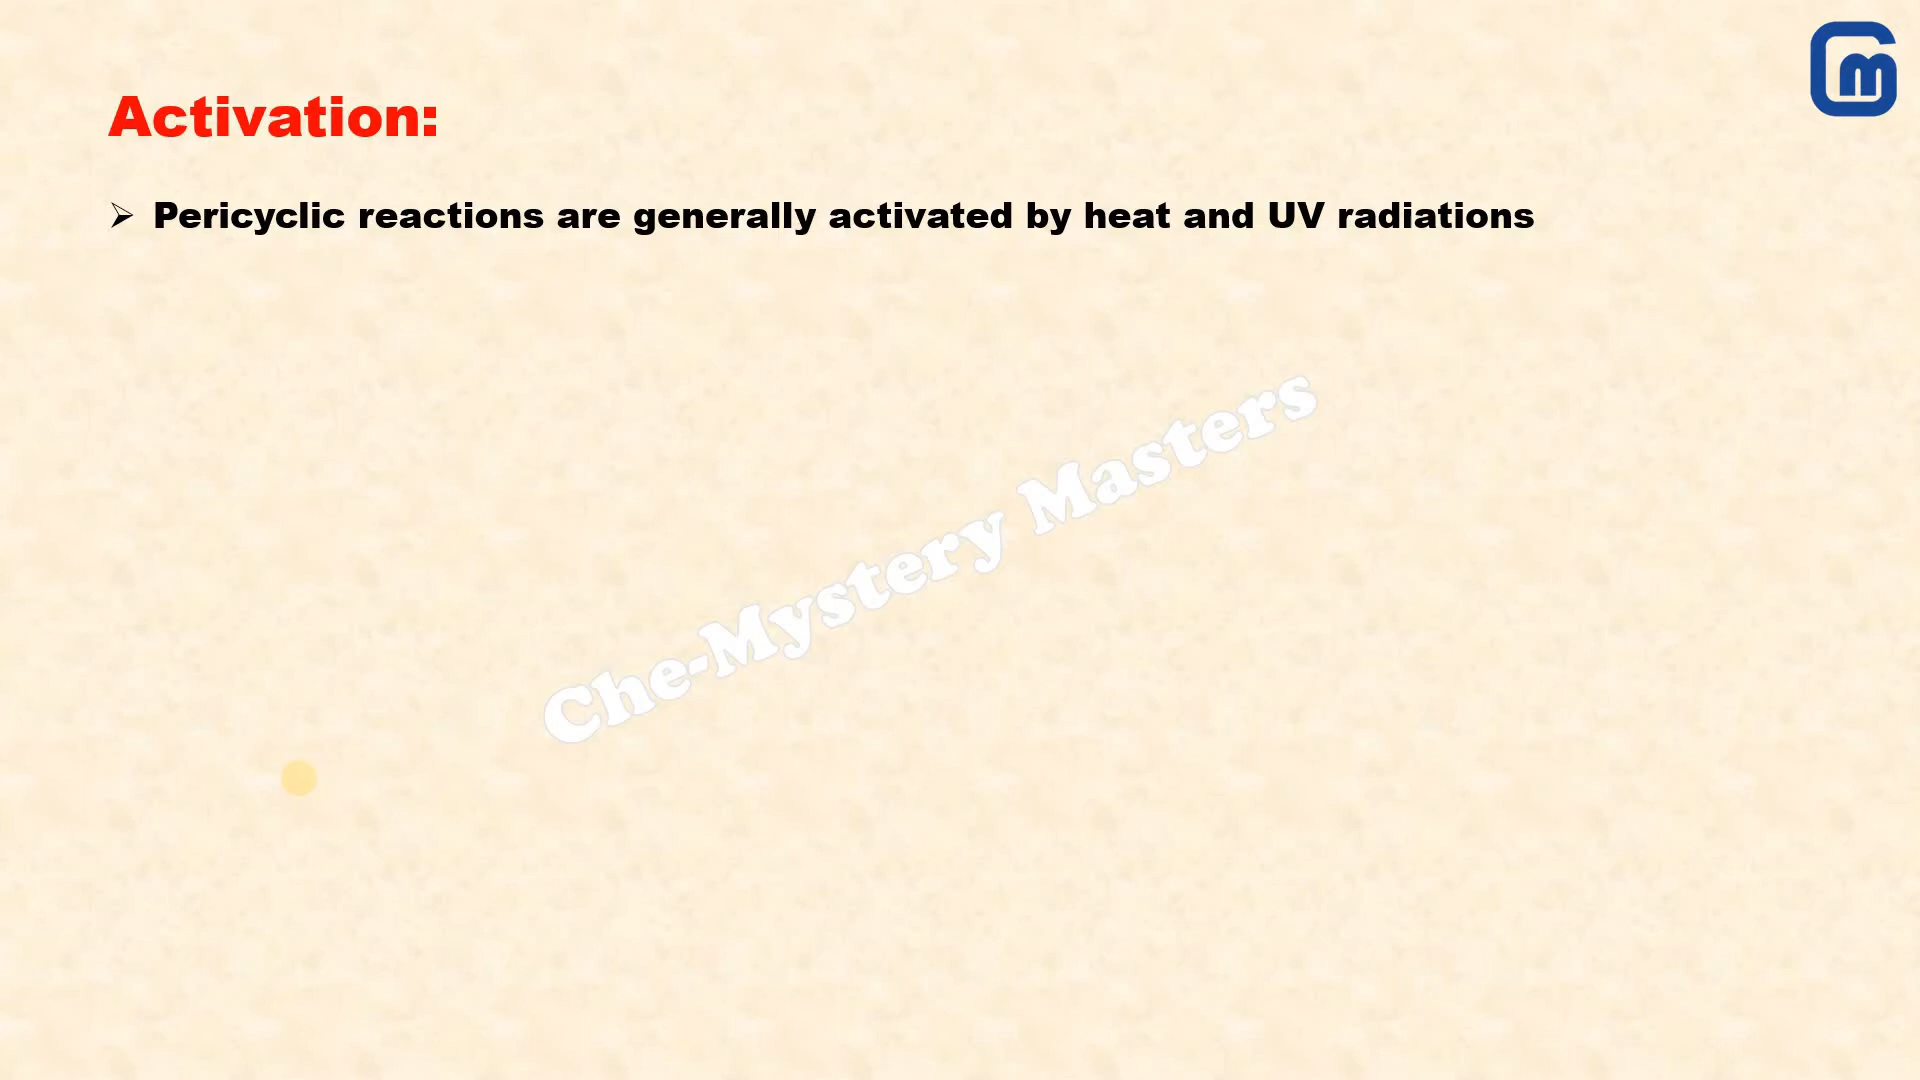 Activation:
➢ Pericyclic reactions are generally activated by heat and UV radiations
Che-Mystery Masters